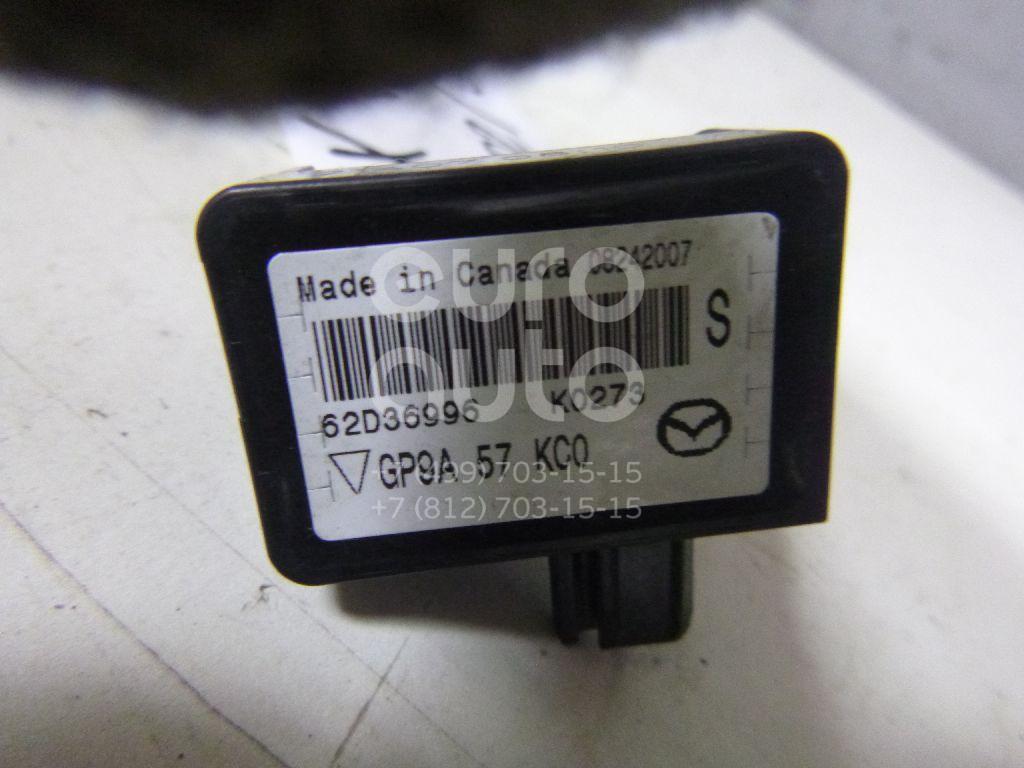 Made in Canada 08242007
S
62D36996 K0273
GP9A 57 KC0
euro
auto
+7 (499) 703-15-15
+7 (812) 703-15-15